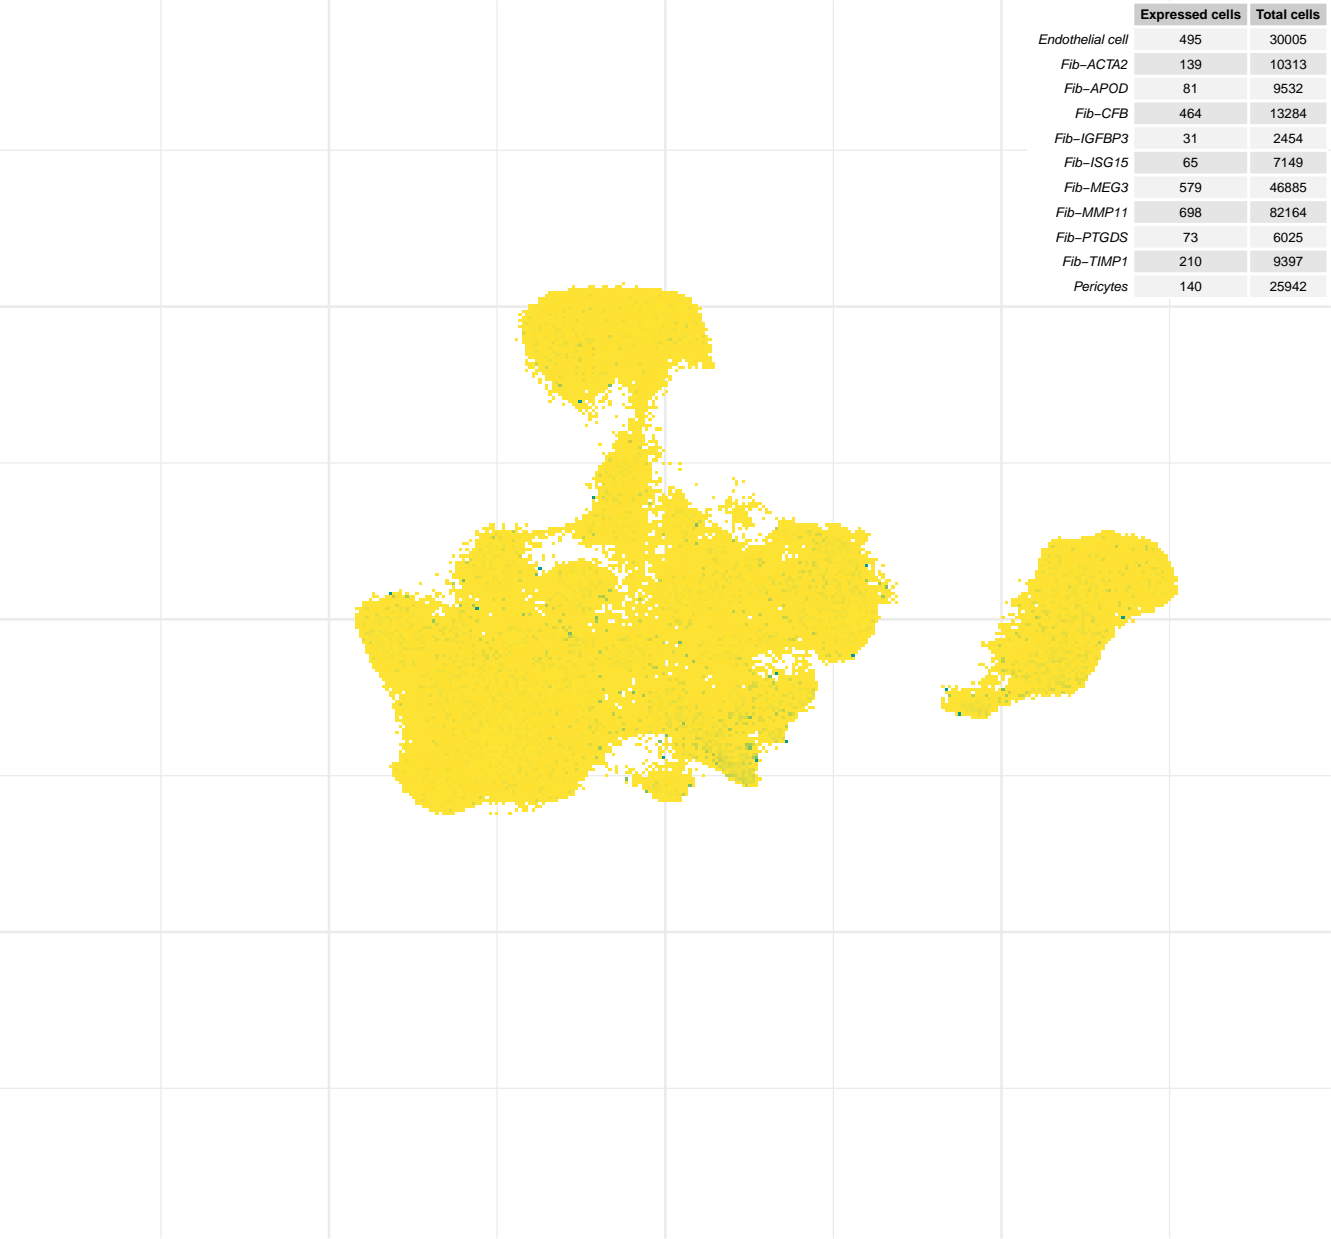 Expressed cells Total cells
Endothelial cell 495 30005
Fib−ACTA2 139 10313
Fib−APOD 81 9532
Fib−CFB 464 13284
Fib−IGFBP3 31 2454
Fib−ISG15 65 7149
Fib−MEG3 579 46885
Fib−MMP11 698 82164
Fib−PTGDS 73 6025
Fib−TIMP1 210 9397
Pericytes 140 25942